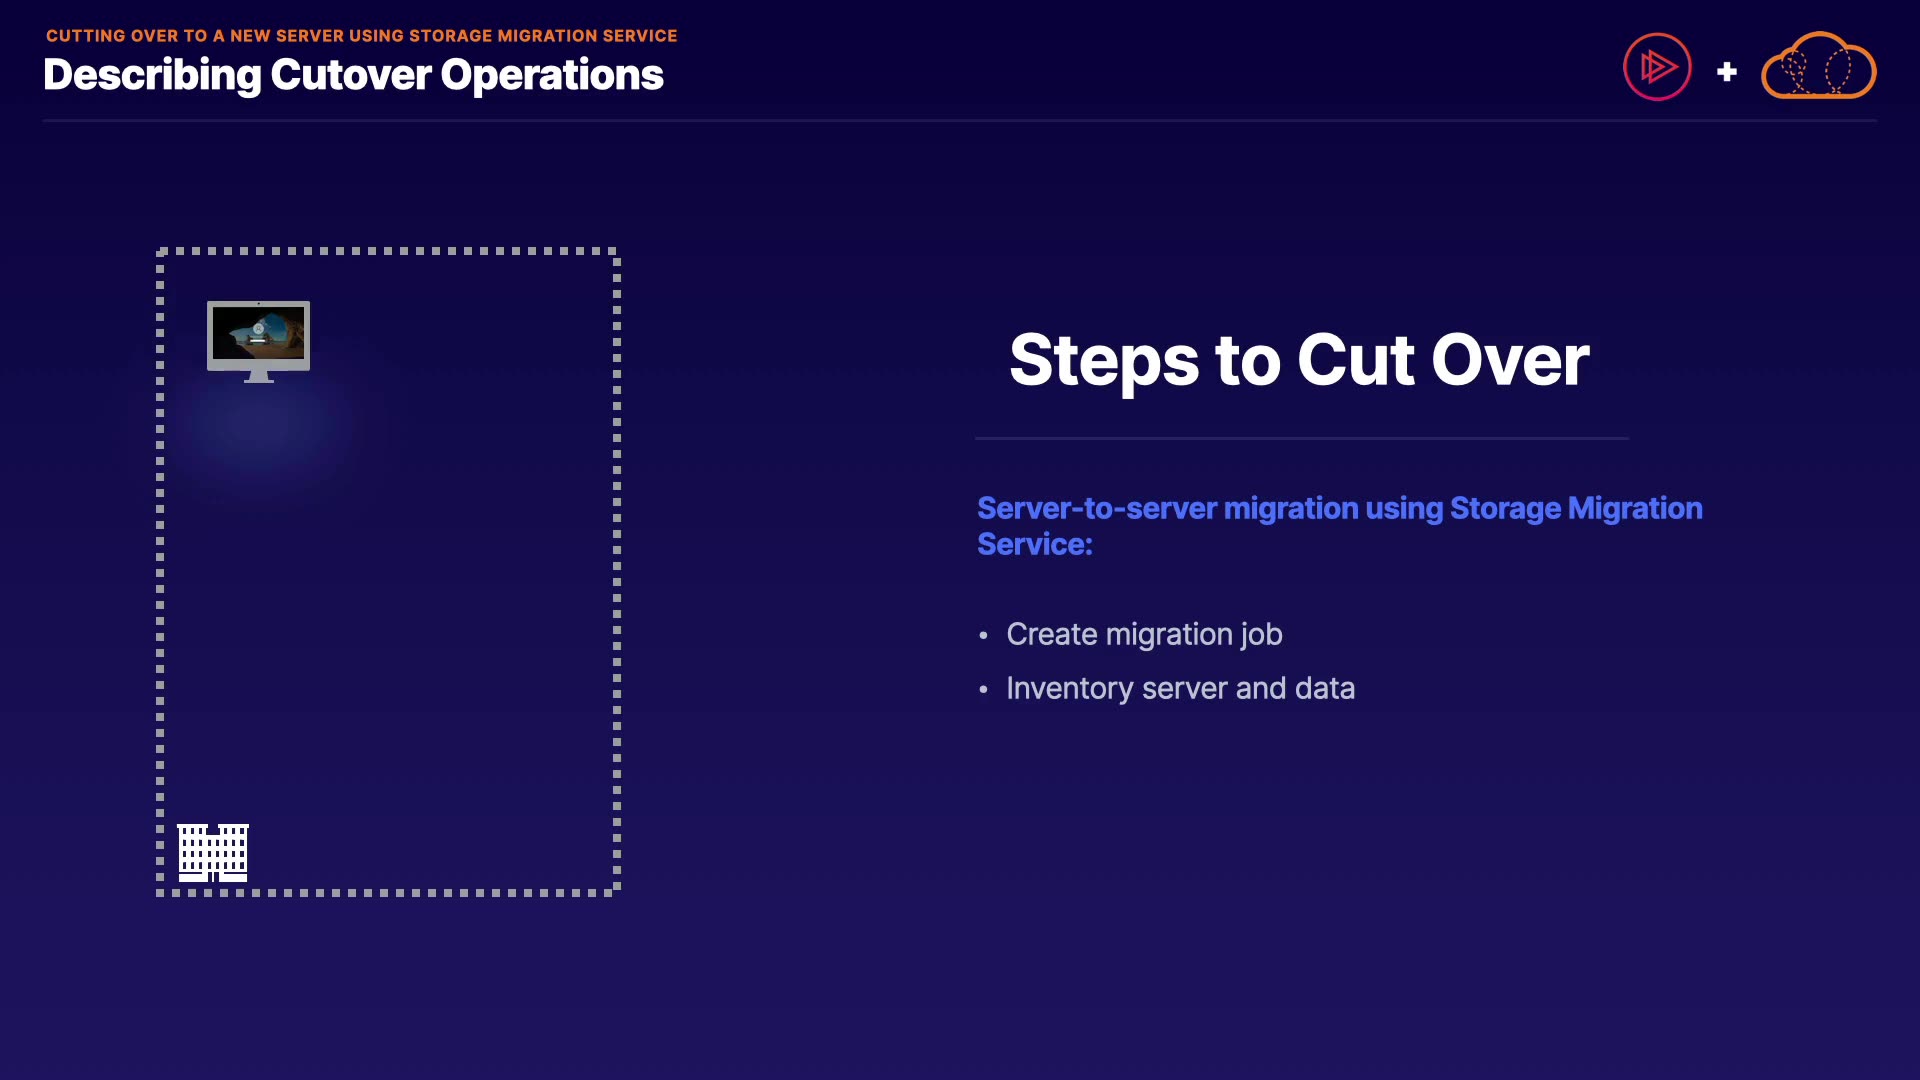 CUTTING OVER TO A NEW SERVER USING STORAGE MIGRATION SERVICE
Describing Cutover Operations
+
Steps to Cut Over
Server-to-server migration using Storage Migration
Service:
• Create migration job
• Inventory server and data